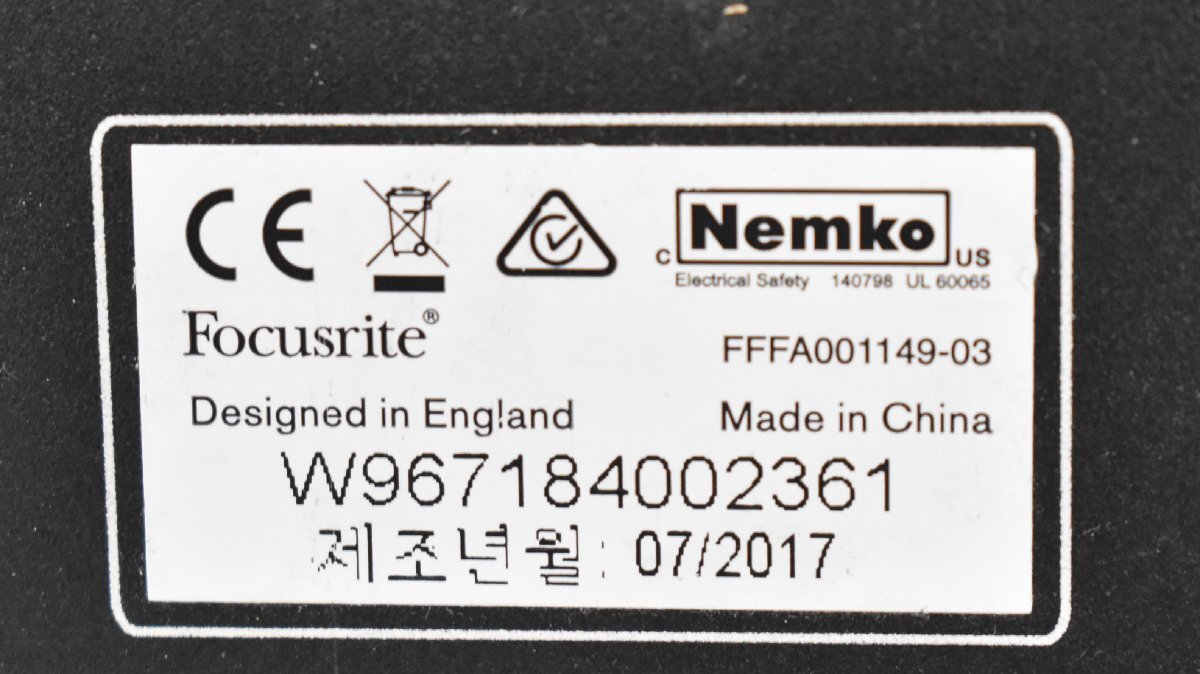 CE
c Nemko US
Electrical Safety 140798 UL 60065
Focusrite® FFFA001149-03
Designed in England Made in China
W967184002361
제조년월: 07/2017